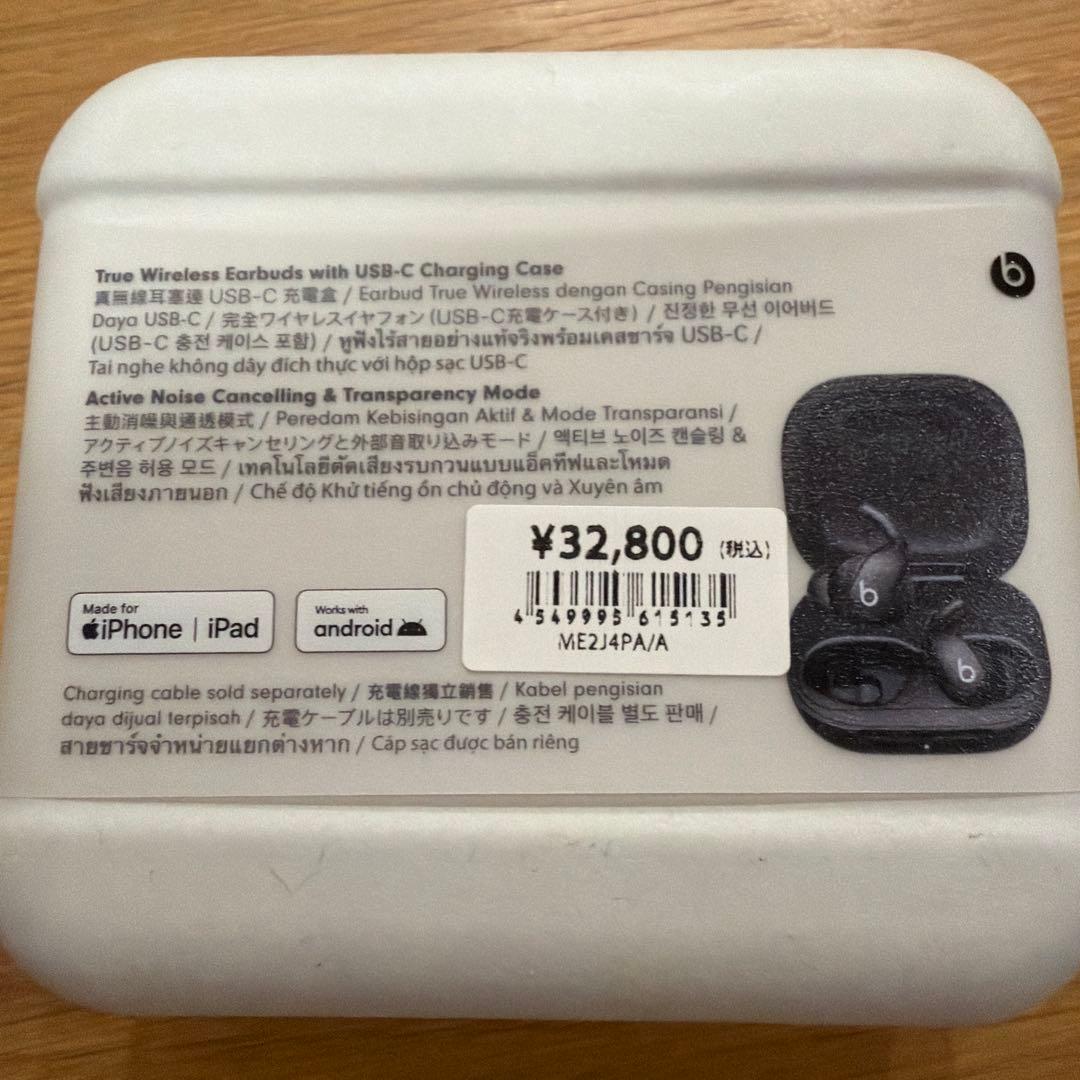 True Wireless Earbuds with USB-C Charging Case
真無線耳塞連 USB-C 充電盒 / Earbud True Wireless dengan Casing Pengisian
Daya USB-C / 完全ワイヤレスイヤフォン (USB-C充電ケース付き) / 진정한 무선 이어버드
(USB-C 충전 케이스 포함) / หูฟังไร้สายอย่างแท้จริงพร้อมเคสชาร์จ USB-C /
Tai nghe không dây đích thực với hộp sạc USB-C
Active Noise Cancelling & Transparency Mode
主動消噪與通透模式 / Peredam Kebisingan Aktif & Mode Transparansi /
アクティブノイズキャンセリングと外部音取り込みモード / 액티브 노이즈 캔슬링 &
주변음 허용 모드 / เทคโนโลยีตัดเสียงรบกวนแบบแอ็คทีฟและโหมด
ฟังเสียงภายนอก / Chế độ Khử tiếng ồn chủ động và Xuyên âm
¥32,800 (税込)
4549995615135
ME2J4PA/A
Made for
iPhone | iPad
Works with
android
Charging cable sold separately / 充電線獨立銷售 / Kabel pengisian
daya dijual terpisah / 充電ケーブルは別売りです / 충전 케이블 별도 판매 /
สายชาร์จจำหน่ายแยกต่างหาก / Cáp sạc được bán riêng
b
b
b